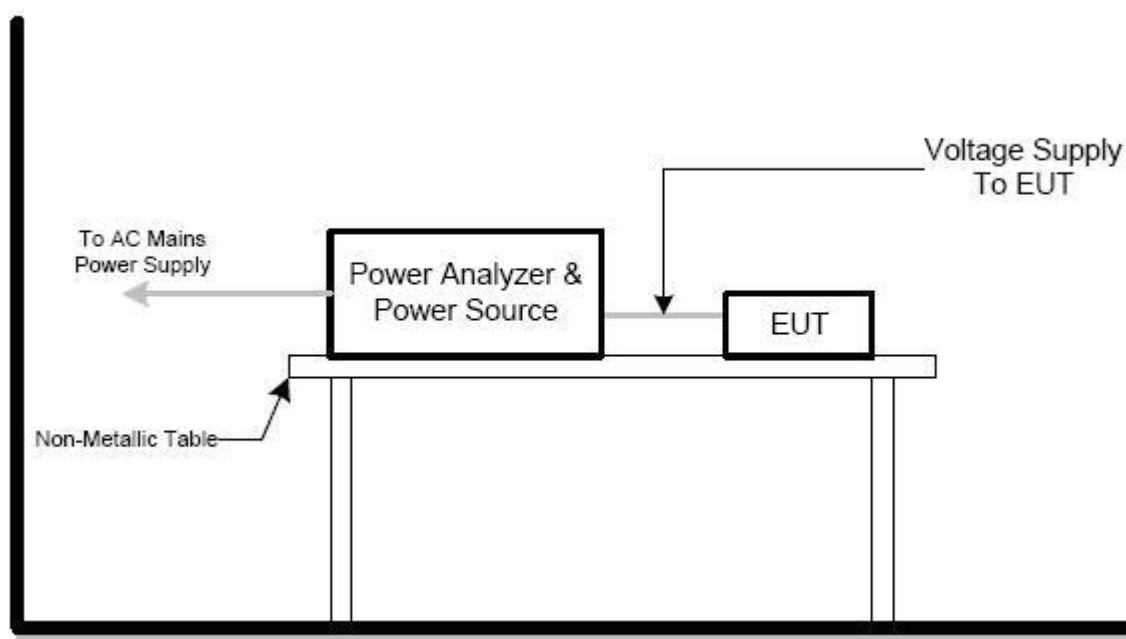 Voltage Supply
To EUT
To AC Mains
Power Supply
Power Analyzer &
Power Source
EUT
Non-Metallic Table